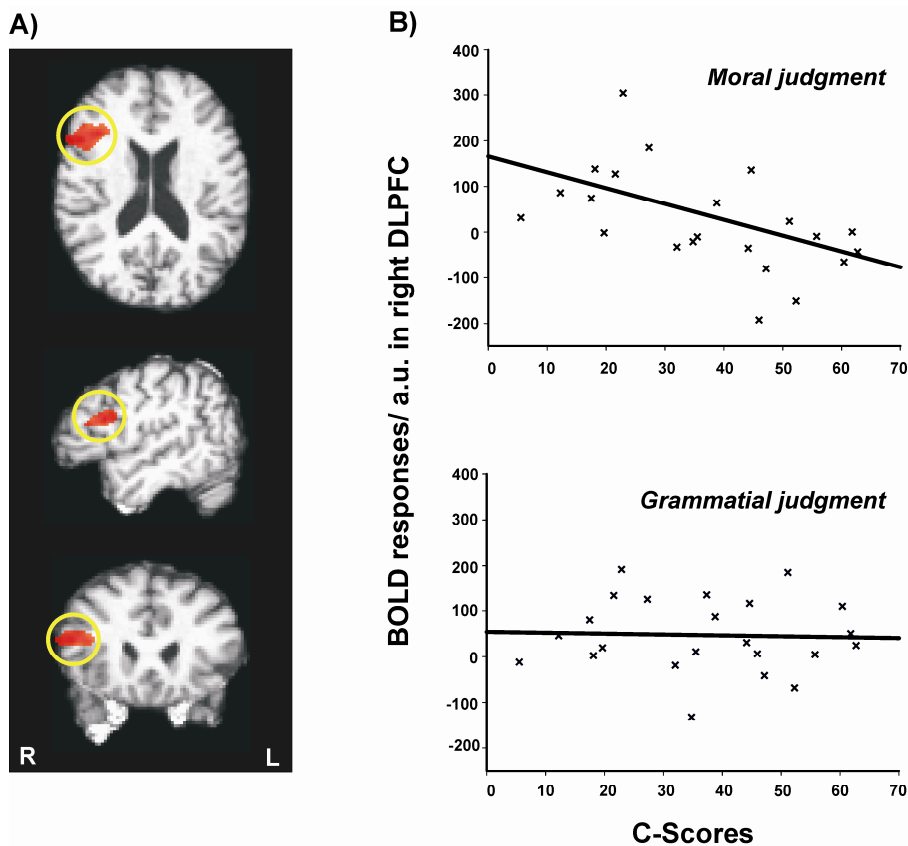 A)
R
L
B)
BOLD responses/ a.u. in right DLPFC
Moral judgment
400
300
200
100
0
-100
-200
0 10 20 30 40 50 60 70
Grammatial judgment
400
300
200
100
0
-100
-200
0 10 20 30 40 50 60 70
C-Scores